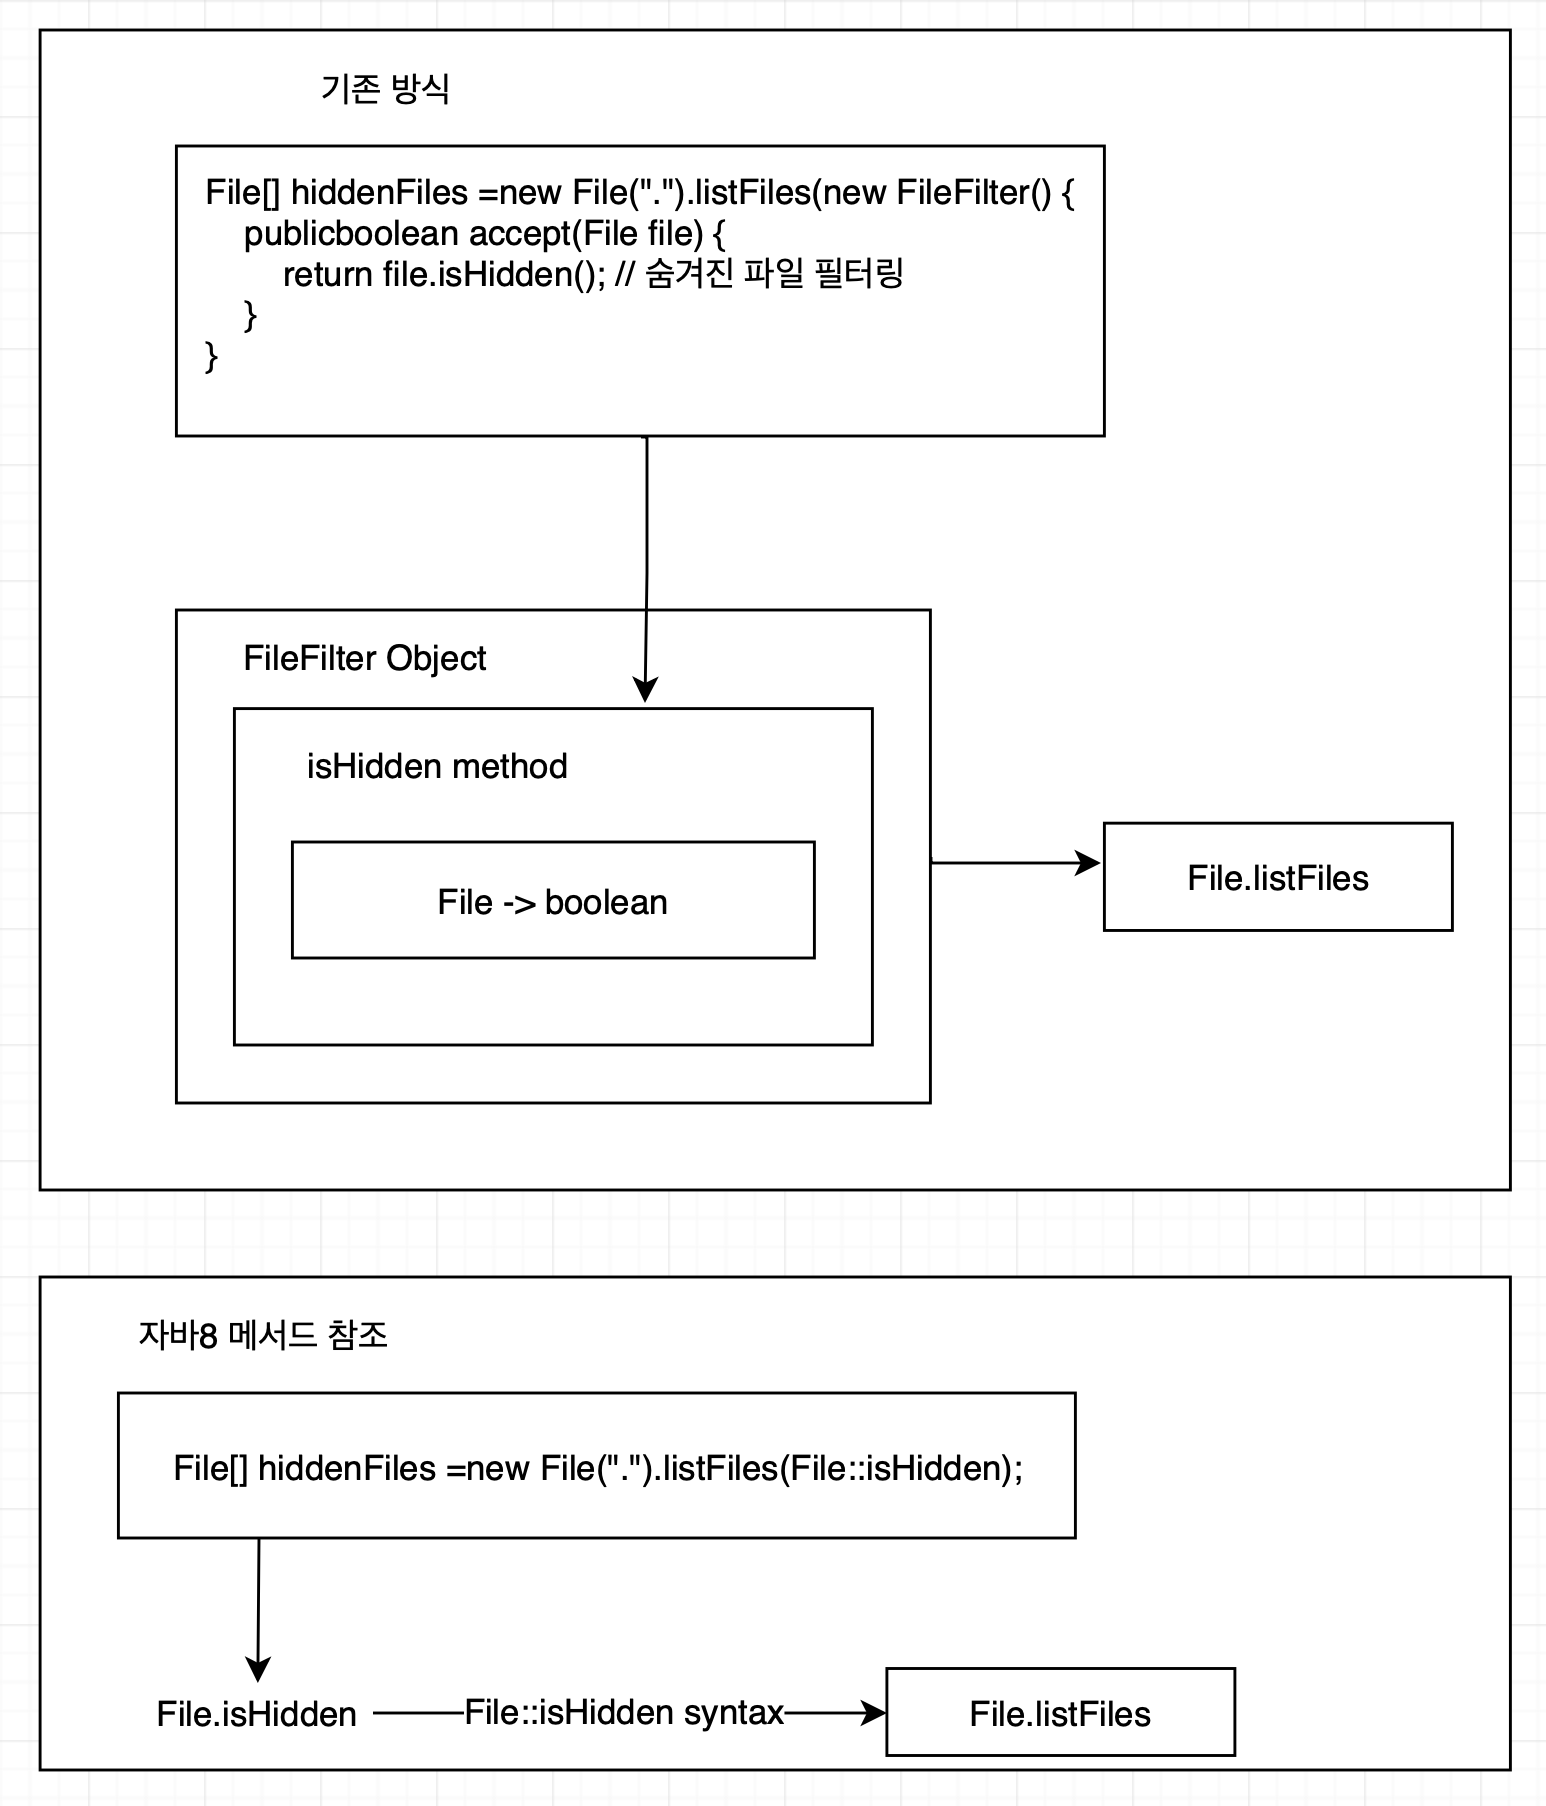 기존 방식
File[] hiddenFiles =new File(".").listFiles(new FileFilter() {
publicboolean accept(File file) {
return file.isHidden(); // 숨겨진 파일 필터링
}
}
FileFilter Object
isHidden method
File -> boolean
File.listFiles
자바8 메서드 참조
File[] hiddenFiles =new File(".").listFiles(File::isHidden);
File.isHidden
File::isHidden syntax
File.listFiles